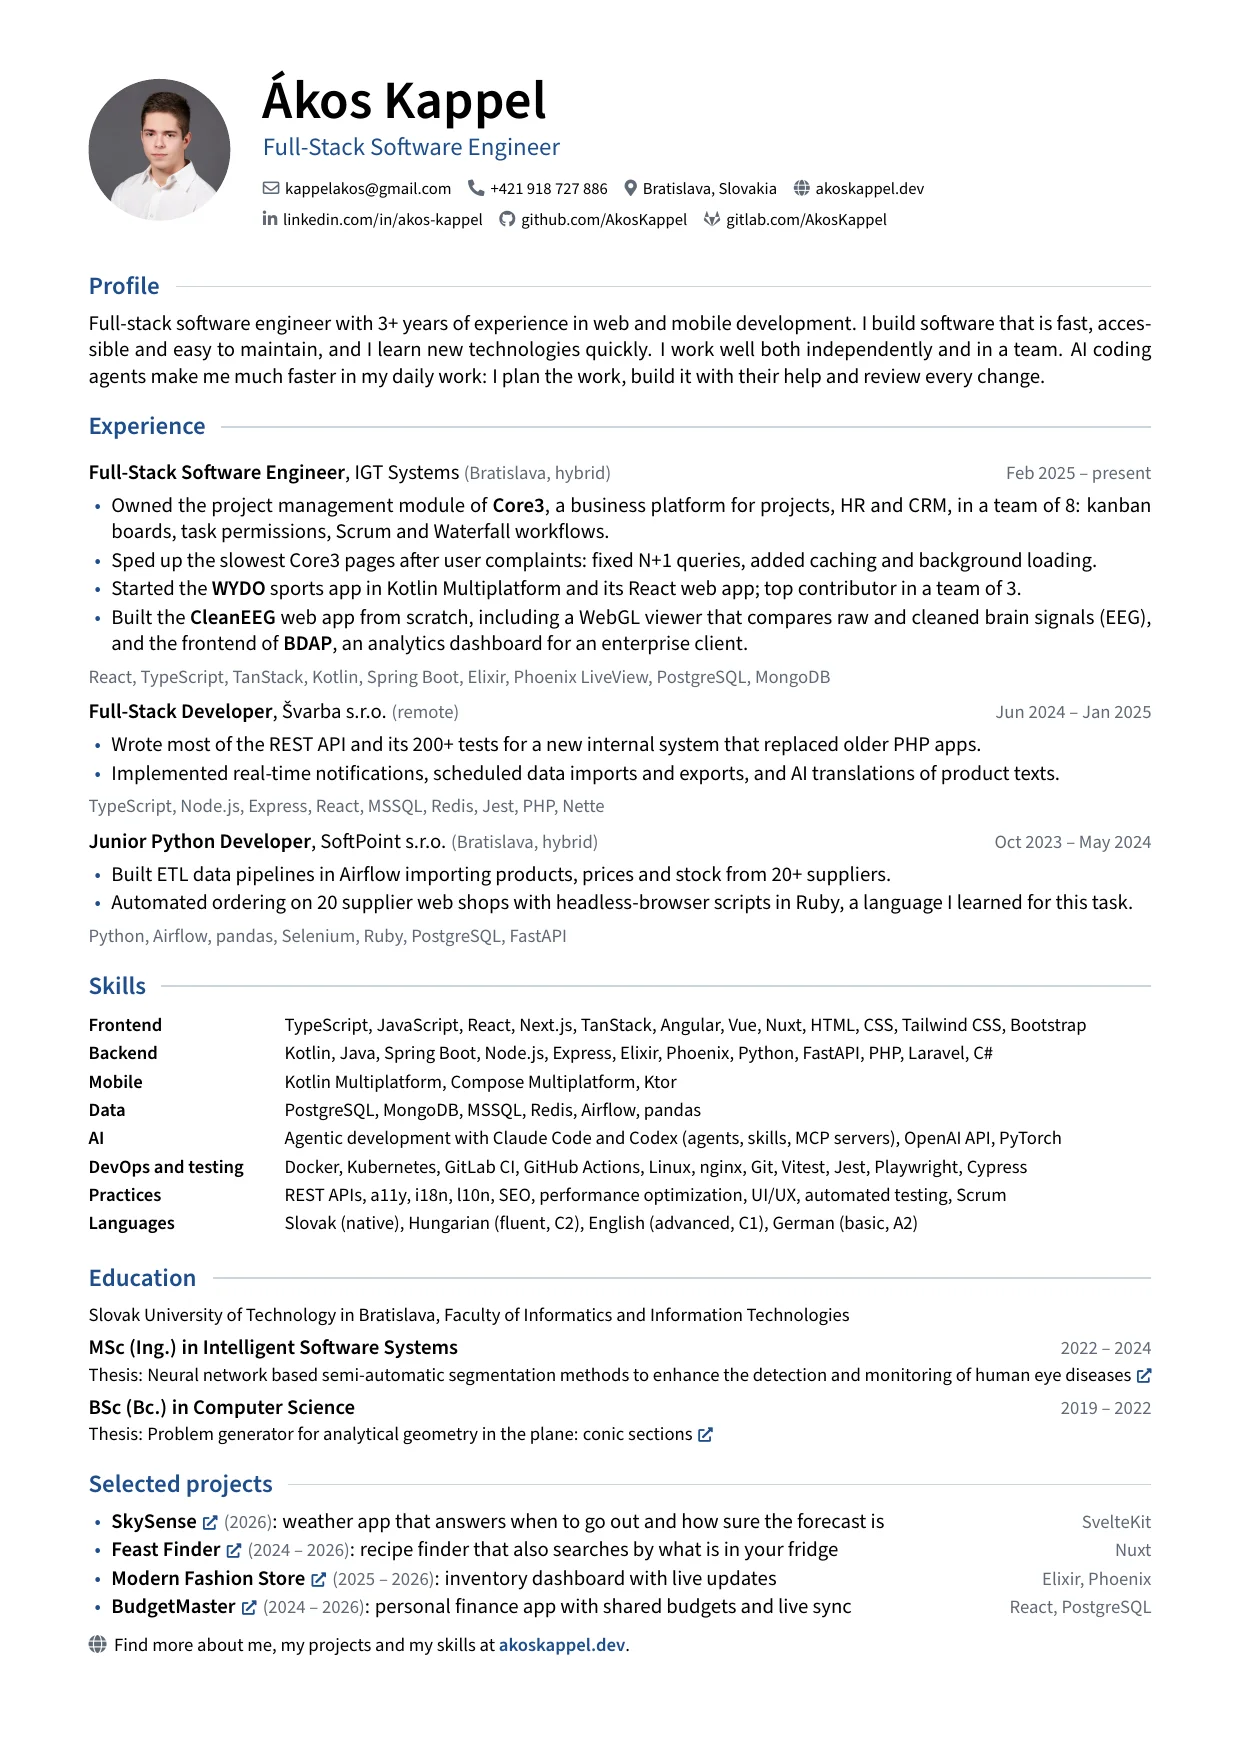 Ákos Kappel
Full-Stack Software Engineer
kappelakos@gmail.com +421 918 727 886 Bratislava, Slovakia akoskappel.dev
linkedin.com/in/akos-kappel github.com/AkosKappel gitlab.com/AkosKappel
Profile
Full-stack software engineer with 3+ years of experience in web and mobile development. I build software that is fast, acces-
sible and easy to maintain, and I learn new technologies quickly. I work well both independently and in a team. AI coding
agents make me much faster in my daily work: I plan the work, build it with their help and review every change.
Experience
Full-Stack Software Engineer, IGT Systems (Bratislava, hybrid) Feb 2025 – present
• Owned the project management module of Core3, a business platform for projects, HR and CRM, in a team of 8: kanban
boards, task permissions, Scrum and Waterfall workflows.
• Sped up the slowest Core3 pages after user complaints: fixed N+1 queries, added caching and background loading.
• Started the WYDO sports app in Kotlin Multiplatform and its React web app; top contributor in a team of 3.
• Built the CleanEEG web app from scratch, including a WebGL viewer that compares raw and cleaned brain signals (EEG),
and the frontend of BDAP, an analytics dashboard for an enterprise client.
React, TypeScript, TanStack, Kotlin, Spring Boot, Elixir, Phoenix LiveView, PostgreSQL, MongoDB
Full-Stack Developer, Švarba s.r.o. (remote) Jun 2024 – Jan 2025
• Wrote most of the REST API and its 200+ tests for a new internal system that replaced older PHP apps.
• Implemented real-time notifications, scheduled data imports and exports, and AI translations of product texts.
TypeScript, Node.js, Express, React, MSSQL, Redis, Jest, PHP, Nette
Junior Python Developer, SoftPoint s.r.o. (Bratislava, hybrid) Oct 2023 – May 2024
• Built ETL data pipelines in Airflow importing products, prices and stock from 20+ suppliers.
• Automated ordering on 20 supplier web shops with headless-browser scripts in Ruby, a language I learned for this task.
Python, Airflow, pandas, Selenium, Ruby, PostgreSQL, FastAPI
Skills
Frontend TypeScript, JavaScript, React, Next.js, TanStack, Angular, Vue, Nuxt, HTML, CSS, Tailwind CSS, Bootstrap
Backend Kotlin, Java, Spring Boot, Node.js, Express, Elixir, Phoenix, Python, FastAPI, PHP, Laravel, C#
Mobile Kotlin Multiplatform, Compose Multiplatform, Ktor
Data PostgreSQL, MongoDB, MSSQL, Redis, Airflow, pandas
AI Agentic development with Claude Code and Codex (agents, skills, MCP servers), OpenAI API, PyTorch
DevOps and testing Docker, Kubernetes, GitLab CI, GitHub Actions, Linux, nginx, Git, Vitest, Jest, Playwright, Cypress
Practices REST APIs, a11y, i18n, l10n, SEO, performance optimization, UI/UX, automated testing, Scrum
Languages Slovak (native), Hungarian (fluent, C2), English (advanced, C1), German (basic, A2)
Education
Slovak University of Technology in Bratislava, Faculty of Informatics and Information Technologies
MSc (Ing.) in Intelligent Software Systems 2022 – 2024
Thesis: Neural network based semi-automatic segmentation methods to enhance the detection and monitoring of human eye diseases
BSc (Bc.) in Computer Science 2019 – 2022
Thesis: Problem generator for analytical geometry in the plane: conic sections
Selected projects
• SkySense (2026): weather app that answers when to go out and how sure the forecast is SvelteKit
• Feast Finder (2024 – 2026): recipe finder that also searches by what is in your fridge Nuxt
• Modern Fashion Store (2025 – 2026): inventory dashboard with live updates Elixir, Phoenix
• BudgetMaster (2024 – 2026): personal finance app with shared budgets and live sync React, PostgreSQL
Find more about me, my projects and my skills at akoskappel.dev.